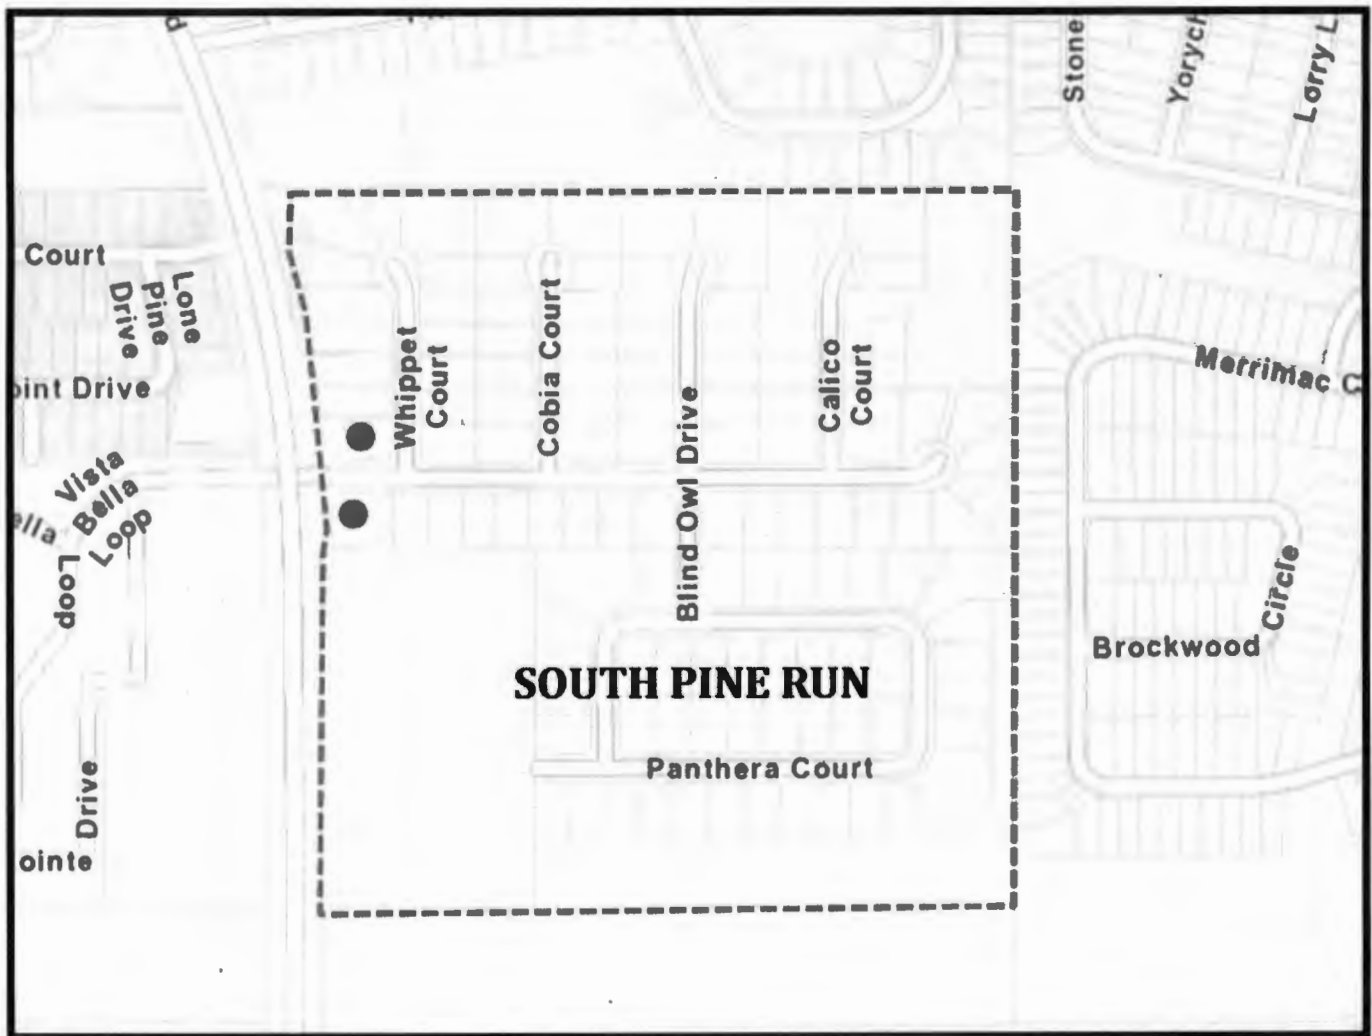 Stone
Yorych
Lorry L
Court
Lone
Pine
Drive
oint Drive
Whippet
Court
Cobia Court
Blind Owl Drive
Calico
Court
Merrimac C
Vista
Bella
Loop
ella
Loop
Circle
Brockwood
SOUTH PINE RUN
Panthera Court
Drive
ointe